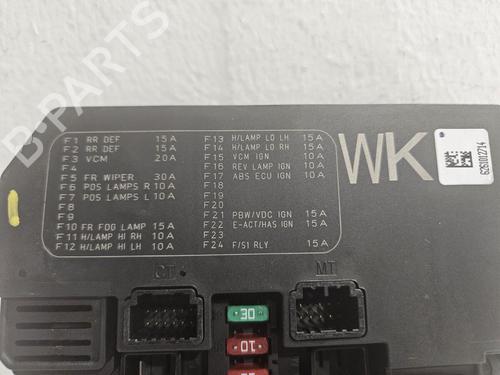 F1 RR DEF 15A
F2 RR DEF 15A
F3 VCM 20A
F4
F5 FR WIPER 30A
F6 POS LAMPS R 10A
F7 POS LAMPS L 10A
F8
F9
F10 FR FOG LAMP 15A
F11 H/LAMP HI RH 10A
F12 H/LAMP HI LH 10A
F13 H/LAMP LO LH 15A
F14 H/LAMP LO RH 15A
F15 VCM IGN 10A
F16 REV LAMP IGN 10A
F17 ABS ECU IGN 10A
F18
F19
F20
F21 PBW/VDC IGN 15A
F22 E-ACT/HAS IGN 15A
F23
F24 F/S1 RLY 15A
WK
6261012714
CT
MT
30
10
B-PARTS